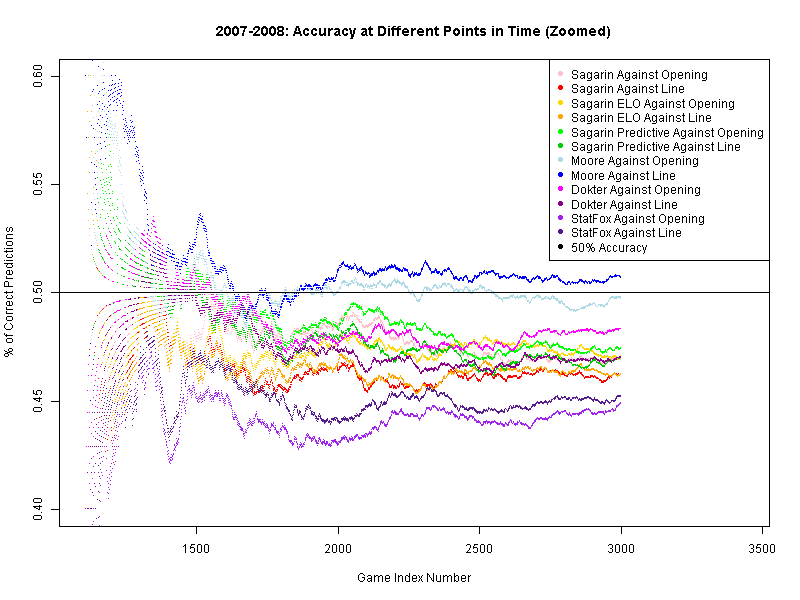 2007-2008: Accuracy at Different Points in Time (Zoomed)
% of Correct Predictions
0.60
0.55
0.50
0.45
0.40
Sagarin Against Opening
Sagarin Against Line
Sagarin ELO Against Opening
Sagarin ELO Against Line
Sagarin Predictive Against Opening
Sagarin Predictive Against Line
Moore Against Opening
Moore Against Line
Dokter Against Opening
Dokter Against Line
StatFox Against Opening
StatFox Against Line
50% Accuracy
1500 2000 2500 3000 3500
Game Index Number